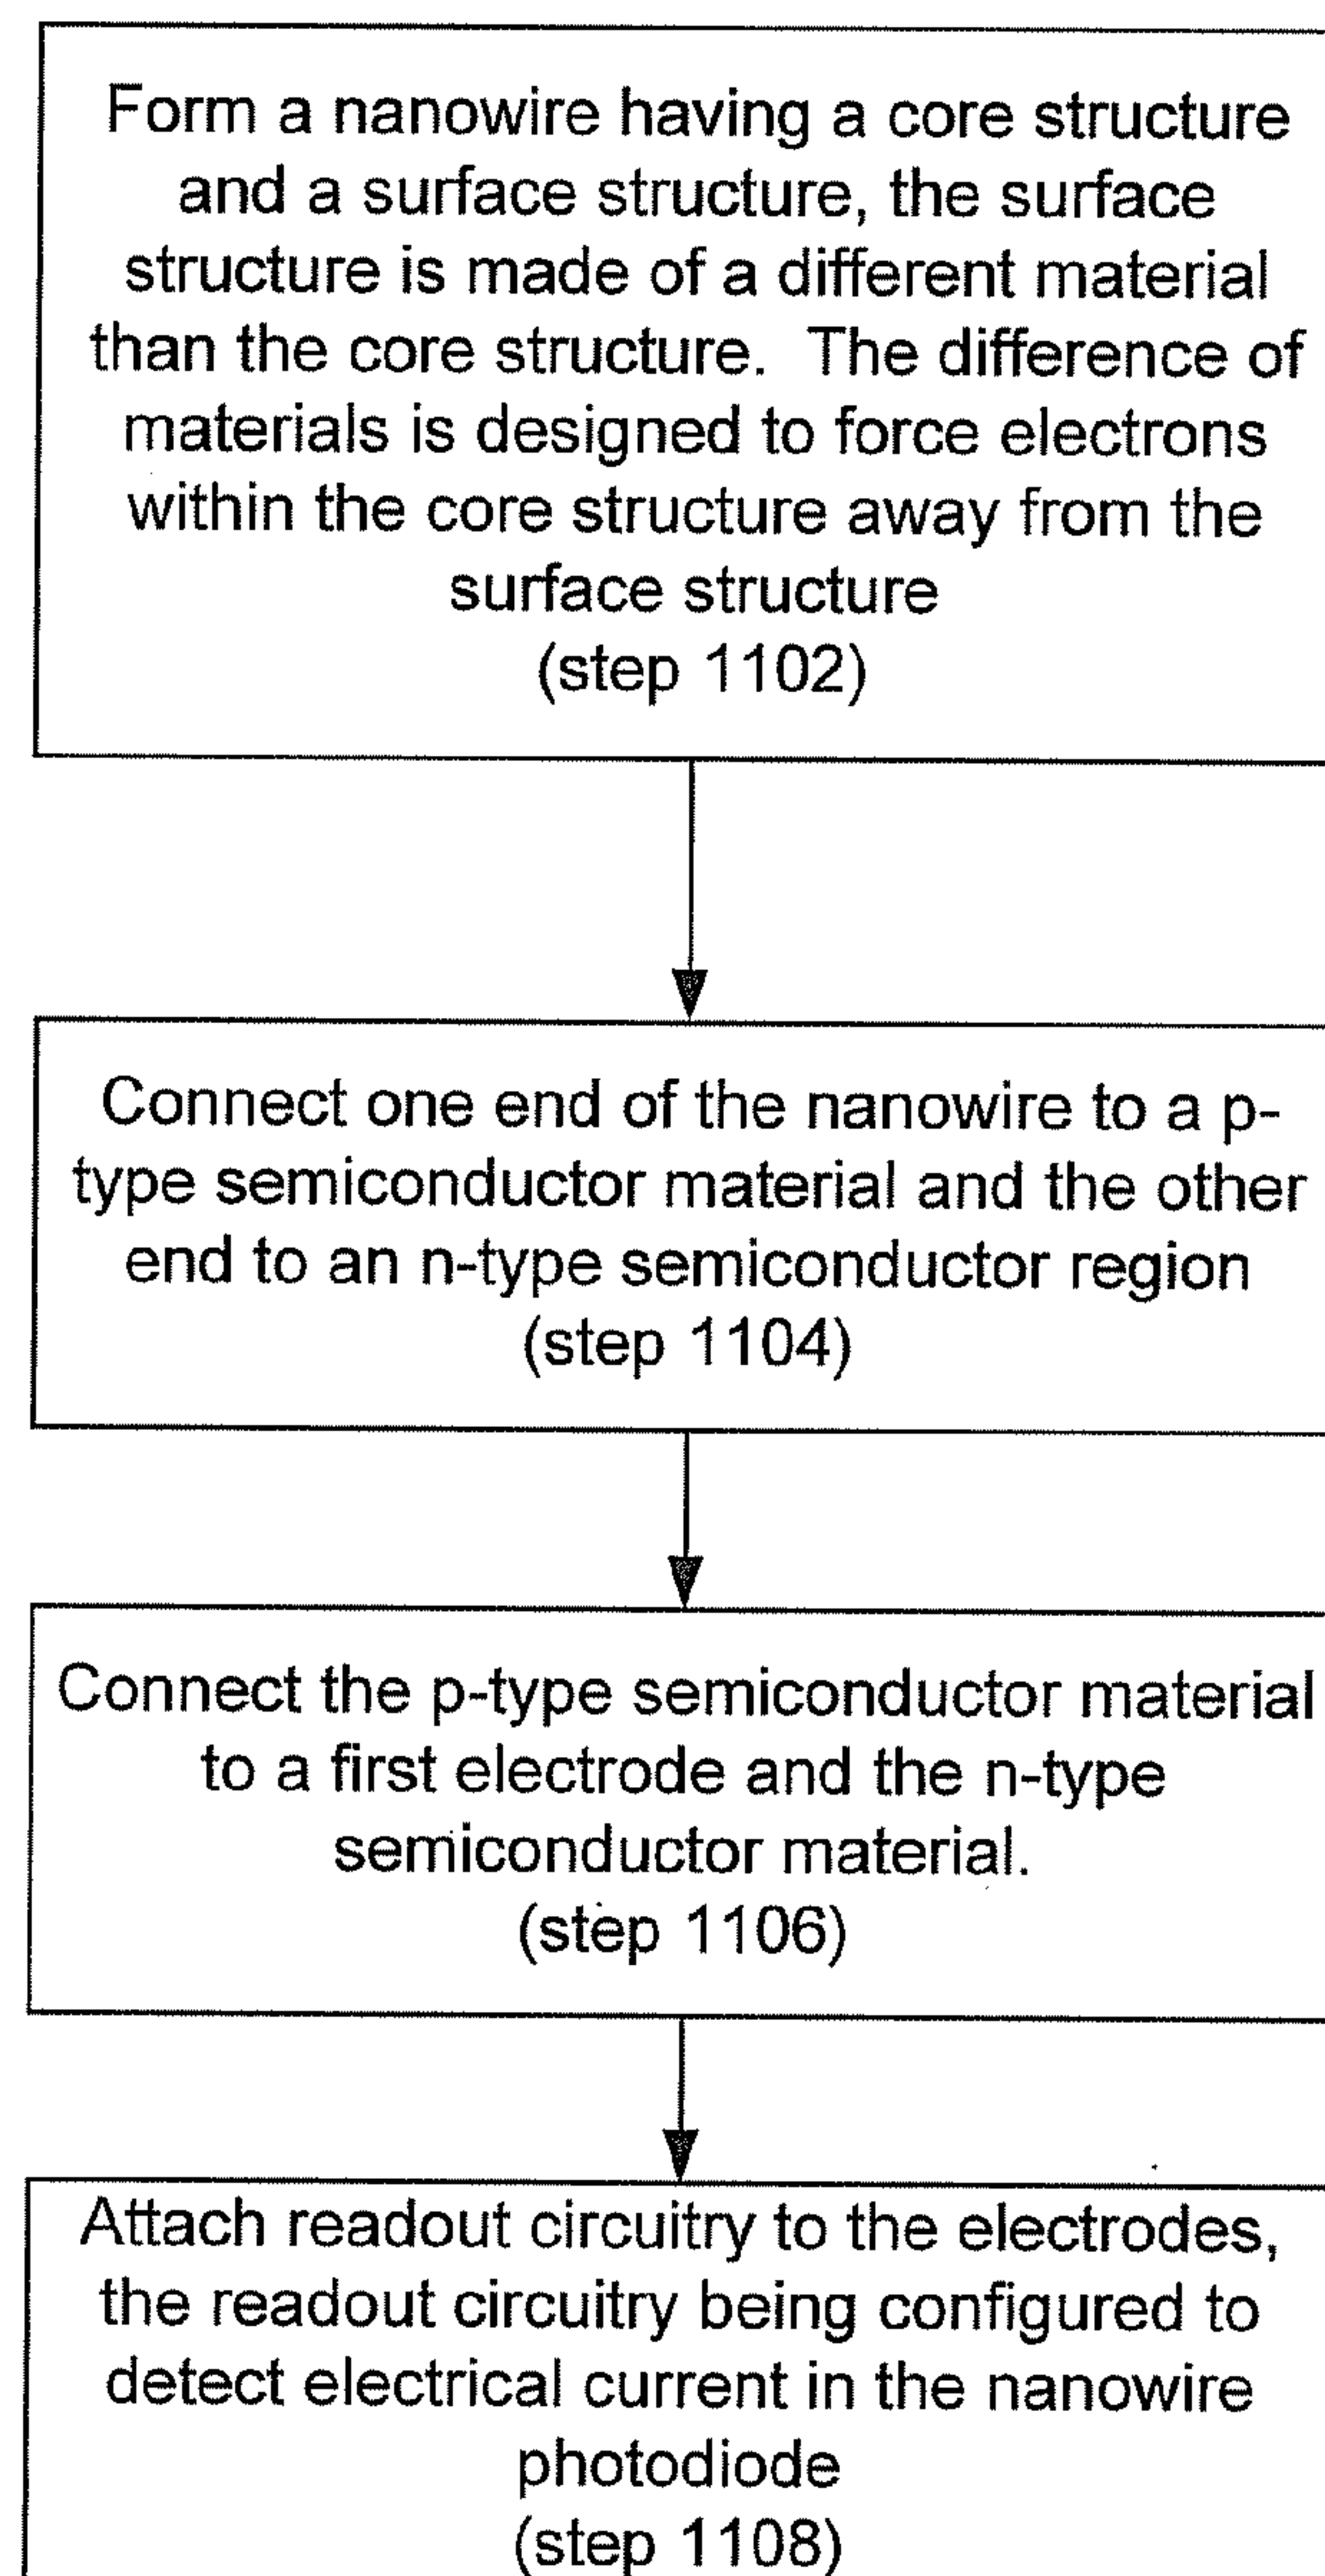 Form a nanowire having a core structure
and a surface structure, the surface
structure is made of a different material
than the core structure.  The difference of
materials is designed to force electrons
within the core structure away from the
surface structure
(step 1102)
Connect one end of the nanowire to a p-
type semiconductor material and the other
end to an n-type semiconductor region
(step 1104)
Connect the p-type semiconductor material
to a first electrode and the n-type
semiconductor material.
(step 1106)
Attach readout circuitry to the electrodes,
the readout circuitry being configured to
detect electrical current in the nanowire
photodiode
(step 1108)